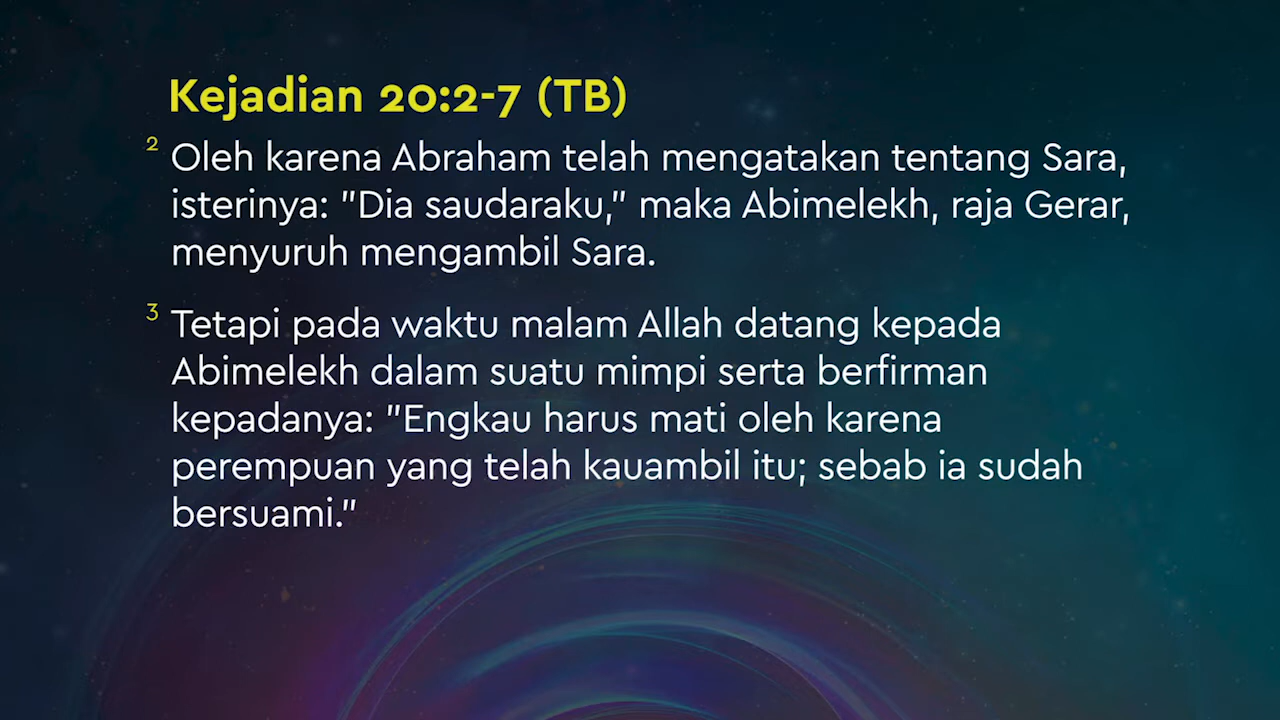 Kejadian 20:2-7 (TB)
2 Oleh karena Abraham telah mengatakan tentang Sara,
isterinya: "Dia saudaraku," maka Abimelekh, raja Gerar,
menyuruh mengambil Sara.
3 Tetapi pada waktu malam Allah datang kepada
Abimelekh dalam suatu mimpi serta berfirman
kepadanya: "Engkau harus mati oleh karena
perempuan yang telah kauambil itu; sebab ia sudah
bersuami."